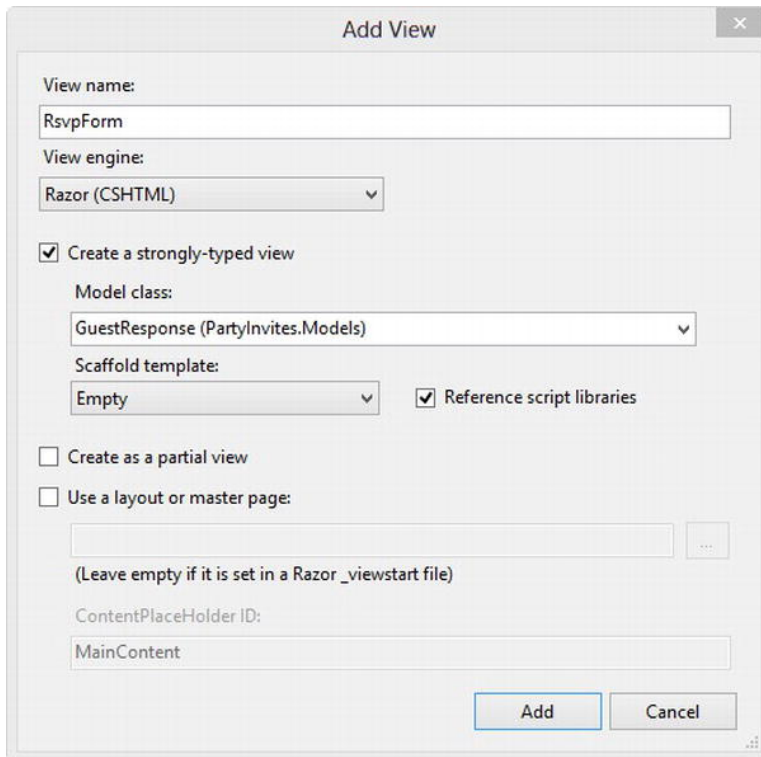 Add View
View name:
RsvpForm
View engine:
Razor (CSHTML)
Create a strongly-typed view
Model class:
GuestResponse (PartyInvites.Models)
Scaffold template:
Empty
Reference script libraries
Create as a partial view
Use a layout or master page:
...
(Leave empty if it is set in a Razor _viewstart file)
ContentPlaceHolder ID:
MainContent
Add
Cancel